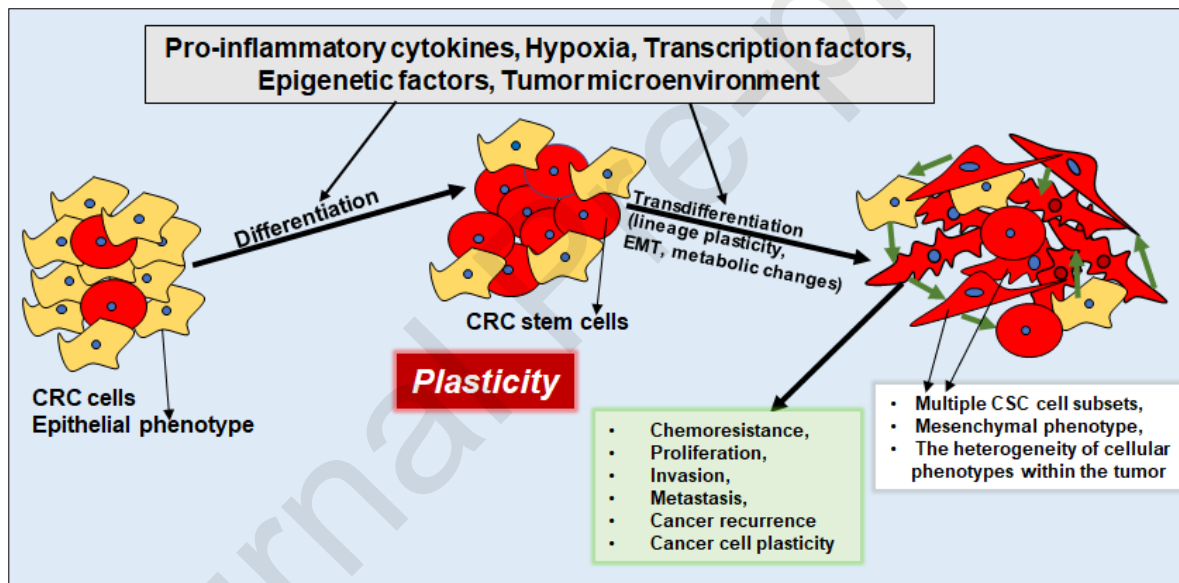 Pro-inflammatory cytokines, Hypoxia, Transcription factors,
Epigenetic factors, Tumor microenvironment
Differentiation
Transdifferentiation
(lineage plasticity,
EMT, metabolic changes)
CRC stem cells
CRC cells
Epithelial phenotype
Plasticity
• Chemoresistance,
• Proliferation,
• Invasion,
• Metastasis,
• Cancer recurrence
• Cancer cell plasticity
• Multiple CSC cell subsets,
• Mesenchymal phenotype,
• The heterogeneity of cellular
phenotypes within the tumor
urnal Pre-p